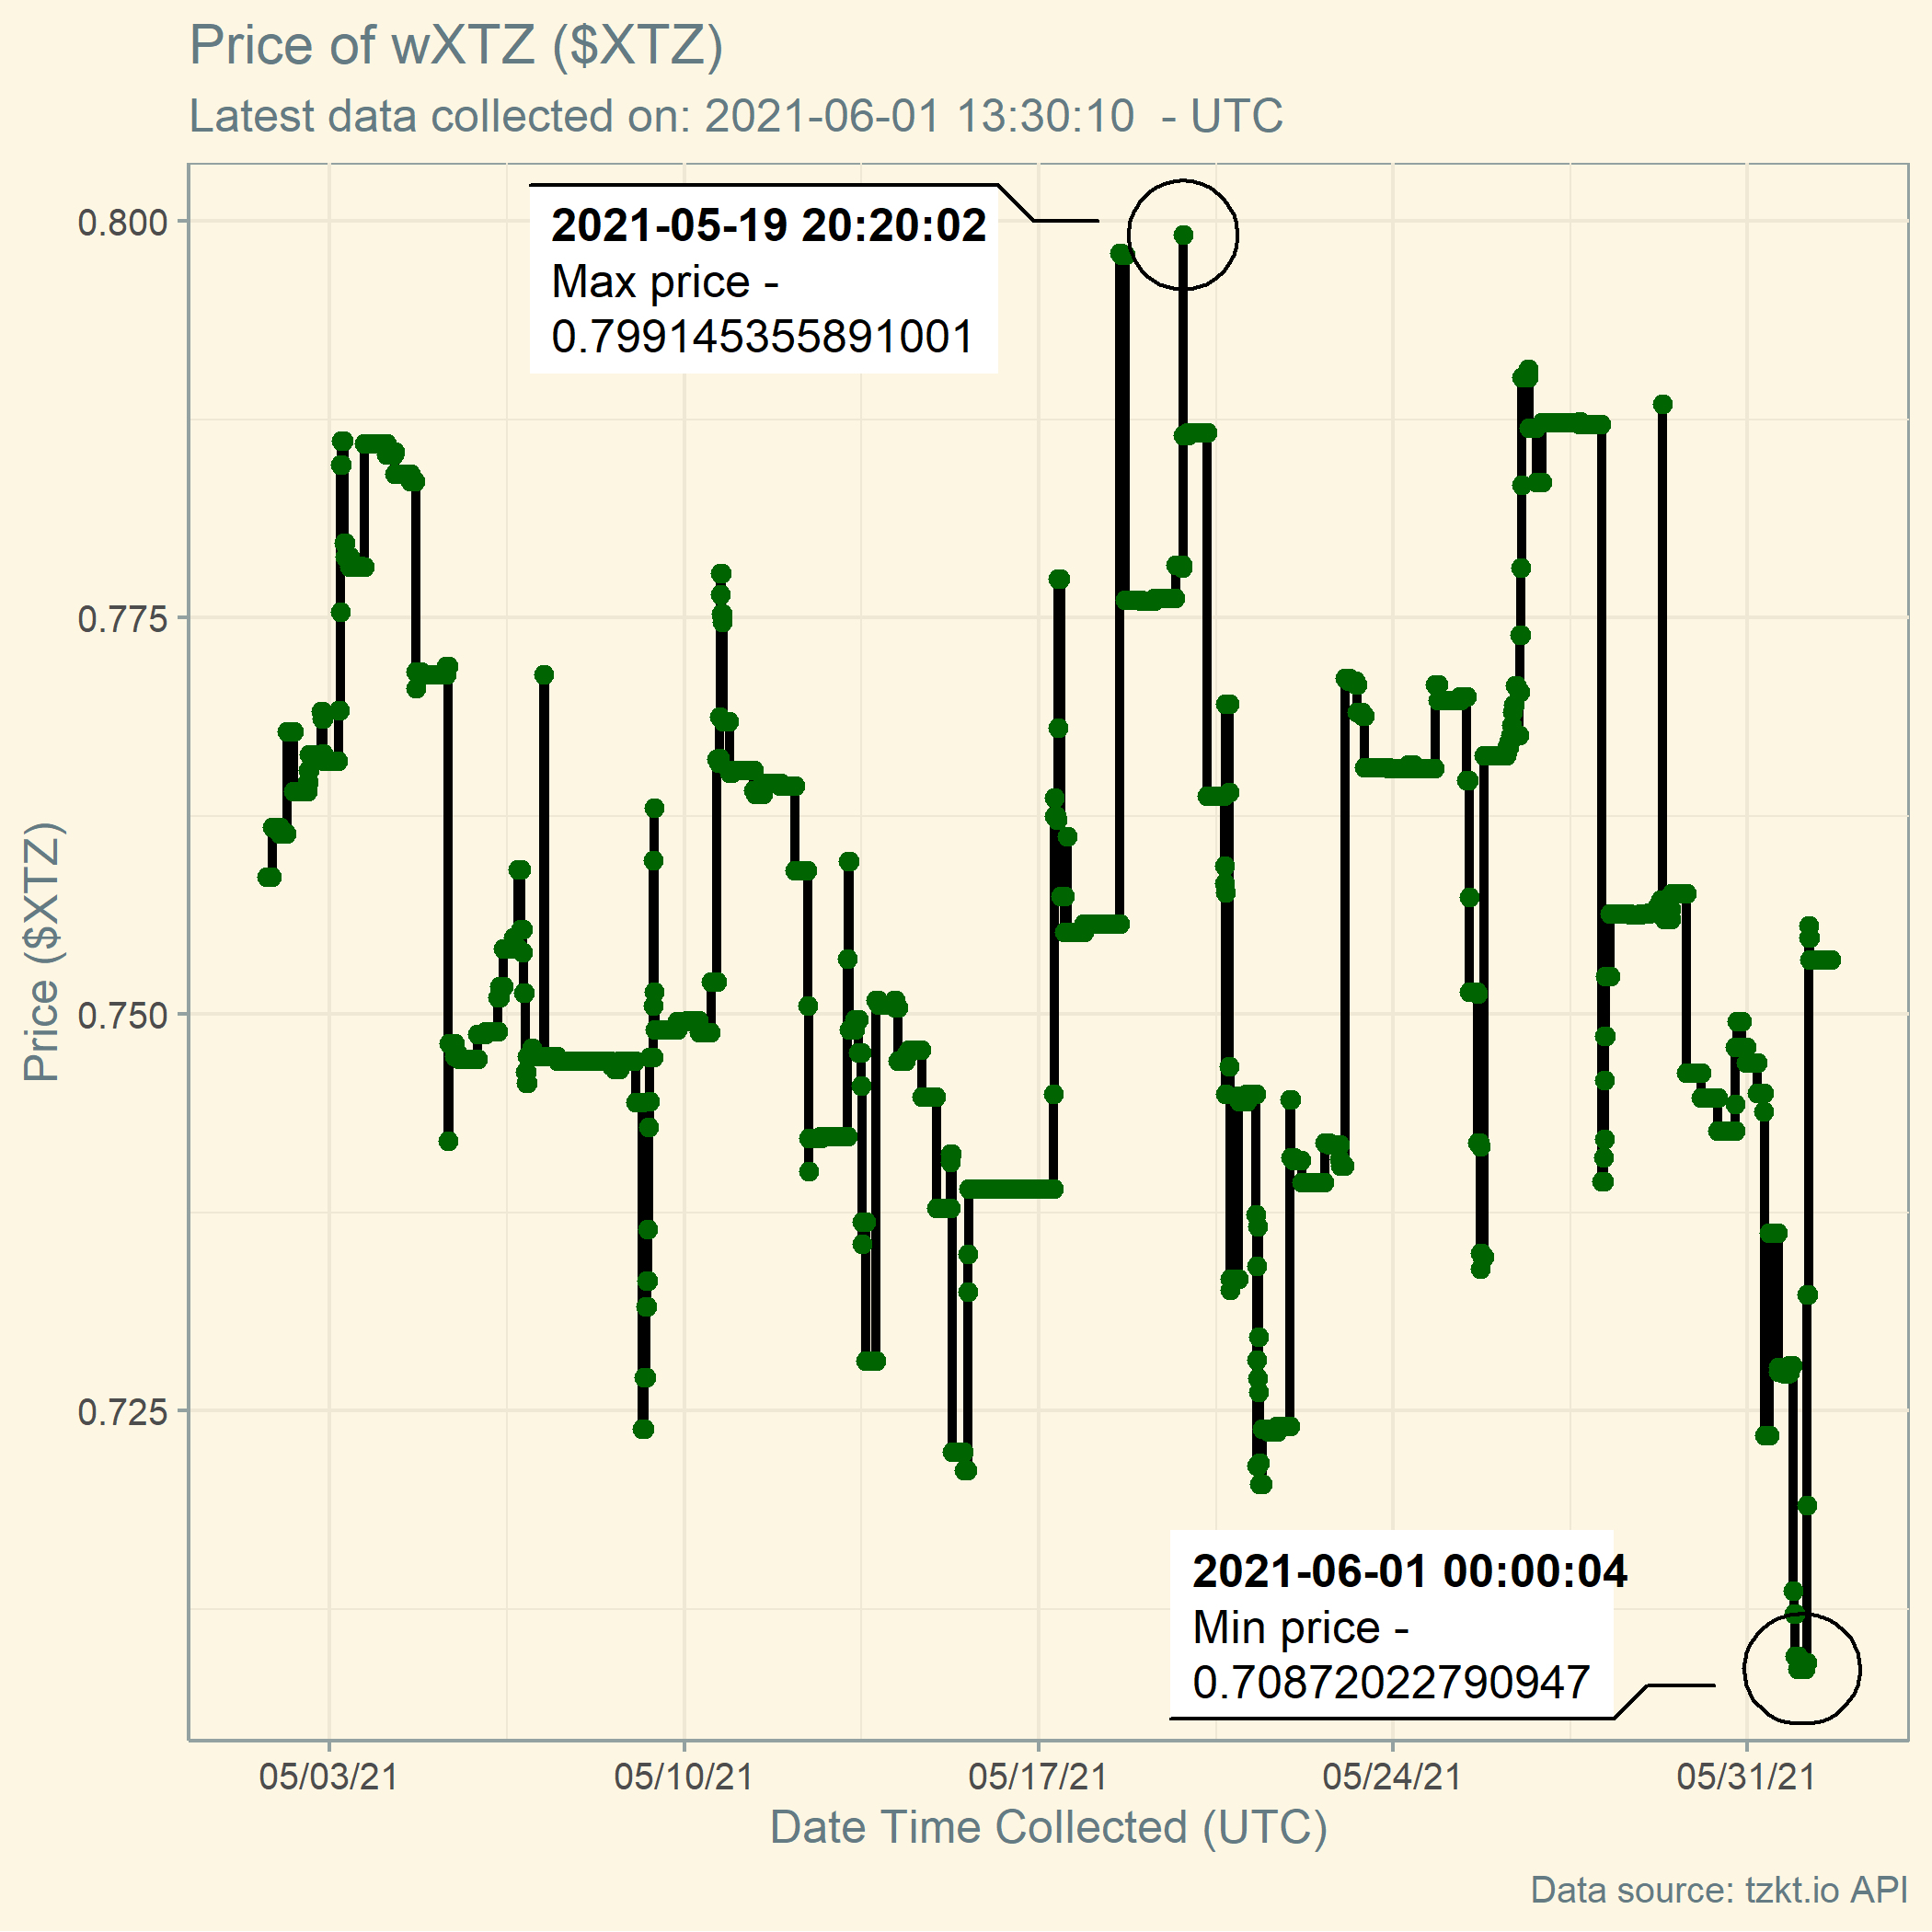 Price of wXTZ ($XTZ)
Latest data collected on: 2021-06-01 13:30:10  - UTC
2021-05-19 20:20:02
Max price -
0.799145355891001
0.800
0.775
0.750
0.725
Price ($XTZ)
2021-06-01 00:00:04
Min price -
0.70872022790947
05/03/21
05/10/21
05/17/21
05/24/21
05/31/21
Date Time Collected (UTC)
Data source: tzkt.io API